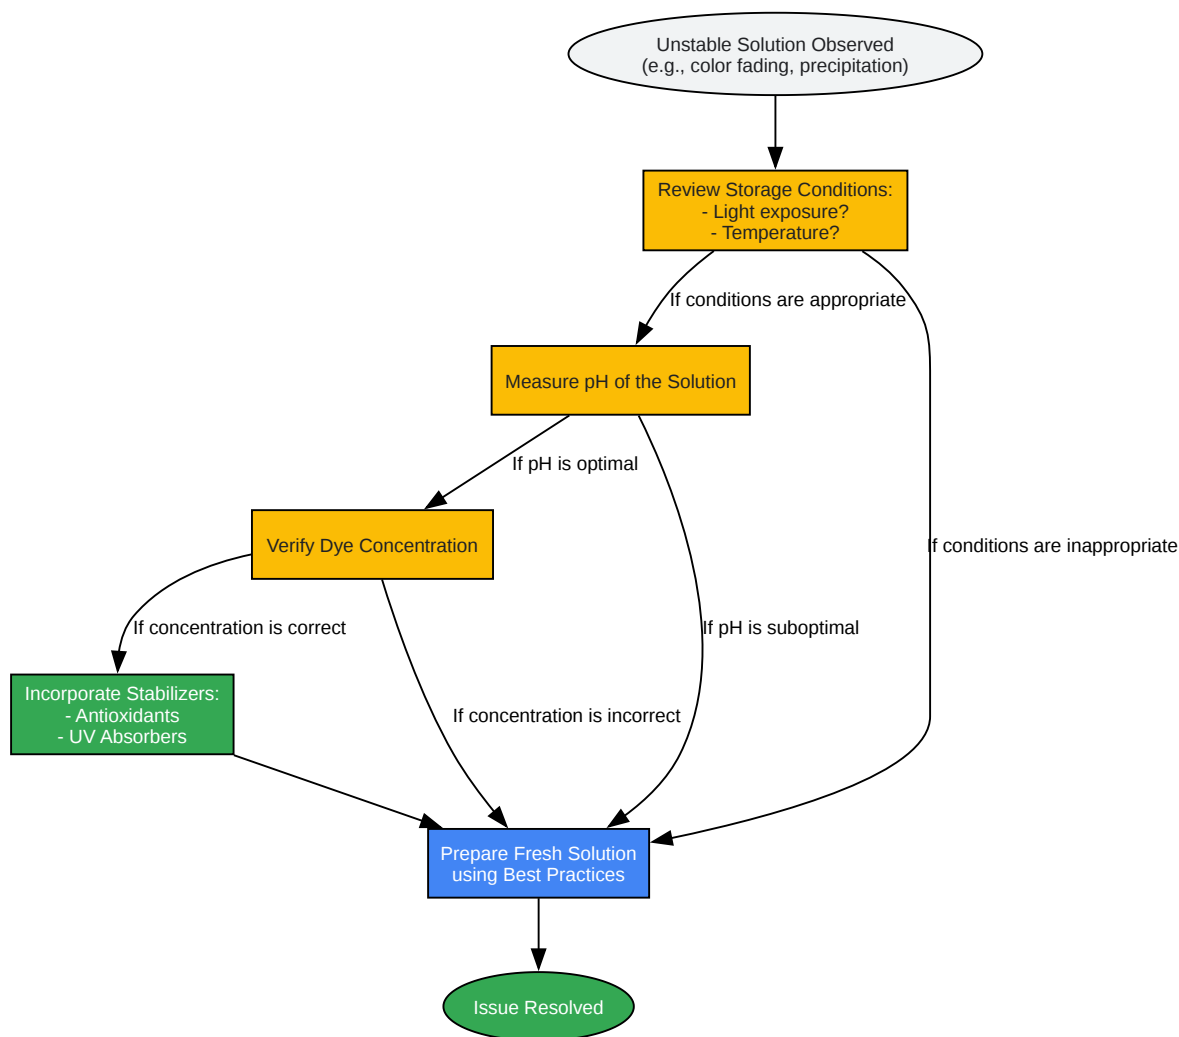 Unstable Solution Observed
(e.g., color fading, precipitation)
Review Storage Conditions:
- Light exposure?
- Temperature?
If conditions are appropriate
Measure pH of the Solution
If pH is optimal
Verify Dye Concentration
If conditions are inappropriate
If concentration is correct
If pH is suboptimal
Incorporate Stabilizers:
- Antioxidants
- UV Absorbers
If concentration is incorrect
Prepare Fresh Solution
using Best Practices
Issue Resolved